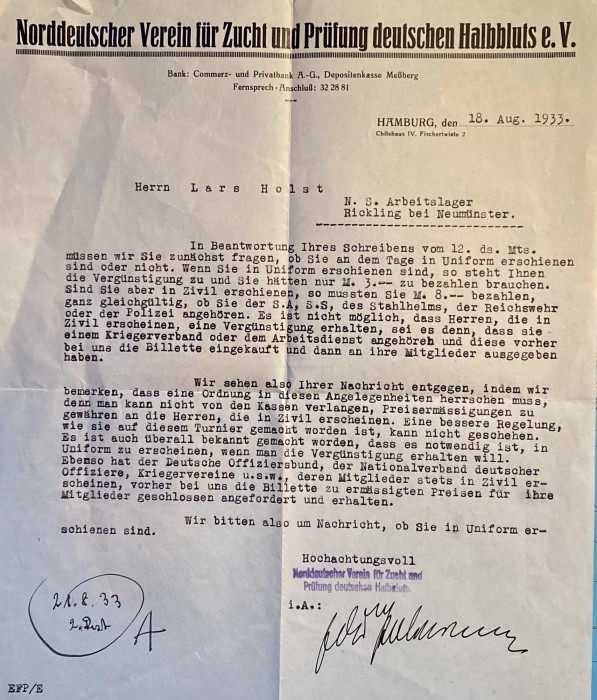 Norddeutscher Verein für Zucht und Prüfung deutschen Halbbluts e. V.
Bank: Commerz- und Privatbank A.-G., Depositenkasse Meßberg
Fernsprech-Anschluß: 32 28 81
HAMBURG, den 18. Aug. 1933.
Chilehaus IV, Fischertwiete 2
Herrn Lars Holst
N. S. Arbeitslager
Rickling bei Neumünster.
In Beantwortung Ihres Schreibens vom 12. ds. Mts.
müssen wir Sie zunächst fragen, ob Sie an dem Tage in Uniform erschienen
sind oder nicht. Wenn Sie in Uniform erschienen sind, so steht Ihnen
die Vergünstigung zu und Sie hätten nur M. 3.-- zu bezahlen brauchen.
Sind Sie aber in Zivil erschienen, so mussten Sie M. 8.-- bezahlen,
ganz gleichgültig, ob Sie der S.A, S.S, des Stahlhelms, der Reichswehr
oder der Polizei angehören. Es ist nicht möglich, dass Herren, die in
Zivil erscheinen, eine Vergünstigung erhalten, sei es denn, dass sie
einem Kriegerverband oder dem Arbeitsdienst angehören und diese vorher
bei uns die Billette eingekauft und dann an ihre Mitglieder ausgegeben
haben.
Wir sehen also Ihrer Nachricht entgegen, indem wir
bemerken, dass eine Ordnung in diesen Angelegenheiten herrschen muss,
denn man kann nicht von den Kassen verlangen, Preisermässigungen zu
gewähren an die Herren, die in Zivil erscheinen. Eine bessere Regelung,
wie sie auf diesem Turnier gemacht worden ist, kann nicht geschehen.
Es ist auch überall bekannt gemacht worden, dass es notwendig ist, in
Uniform zu erscheinen, wenn man die Vergünstigung erhalten will.
Ebenso hat der Deutsche Offiziersbund, der Nationalverband deutscher
Offiziere, Kriegervereine u.s.w., deren Mitglieder stets in Zivil er-
scheinen, vorher bei uns die Billette zu ermässigten Preisen für ihre
Mitglieder geschlossen angefordert und erhalten.
Wir bitten also um Nachricht, ob Sie in Uniform er-
schienen sind.
Hochachtungsvoll
Norddeutscher Verein für Zucht und
Prüfung deutschen Halbbluts.
i.A.:
21.8.33
2. Post
A
EFP/E